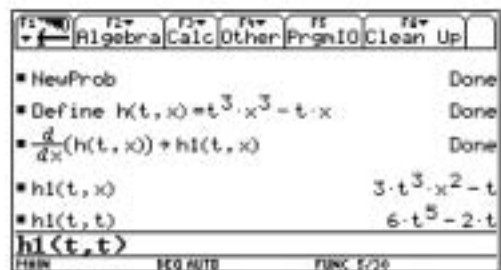 F1 F2 F3 F4 F5 F6
Algebra Calc Other PrgmIO Clean Up
▪ NewProb Done
▪ Define h(t, x) = t³·x³ − t·x Done
▪ d/dx(h(t, x)) → h1(t, x) Done
▪ h1(t, x) 3·t³·x² − t
▪ h1(t, t) 6·t⁵ − 2·t
h1(t,t)
MAIN DEG AUTO FUNC 5/30